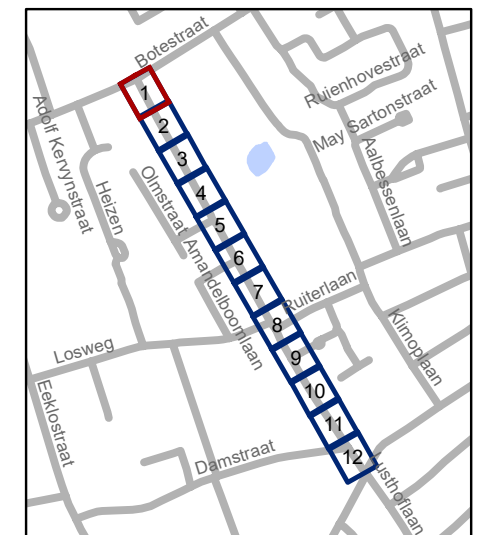 Botestraat
Ruienhovestraat
May Sartonstraat
Adolf Kervynstraat
Aalbessenlaan
Heizen
Olmstraat
Amandelboomlaan
1
2
3
4
5
6
7
8
9
10
11
12
Ruiterlaan
Klimoplaan
Losweg
Eeklostraat
Damstraat
Lusthoflaan